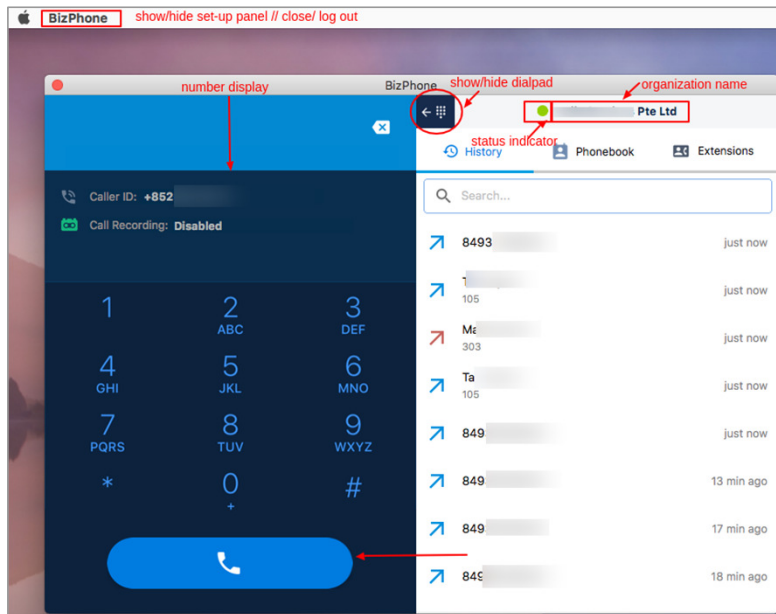 BizPhone show/hide set-up panel // close/ log out
number display
BizPhone
show/hide dialpad
organization name
Pte Ltd
status indicator
History Phonebook Extensions
Search...
Caller ID: +852
Call Recording: Disabled
1 2 3
ABC DEF
4 5 6
GHI JKL MNO
7 8 9
PQRS TUV WXYZ
* 0 #
+
8493 just now
just now
105
Ma just now
303
Ta just now
105
849 just now
849 13 min ago
849 17 min ago
849 18 min ago